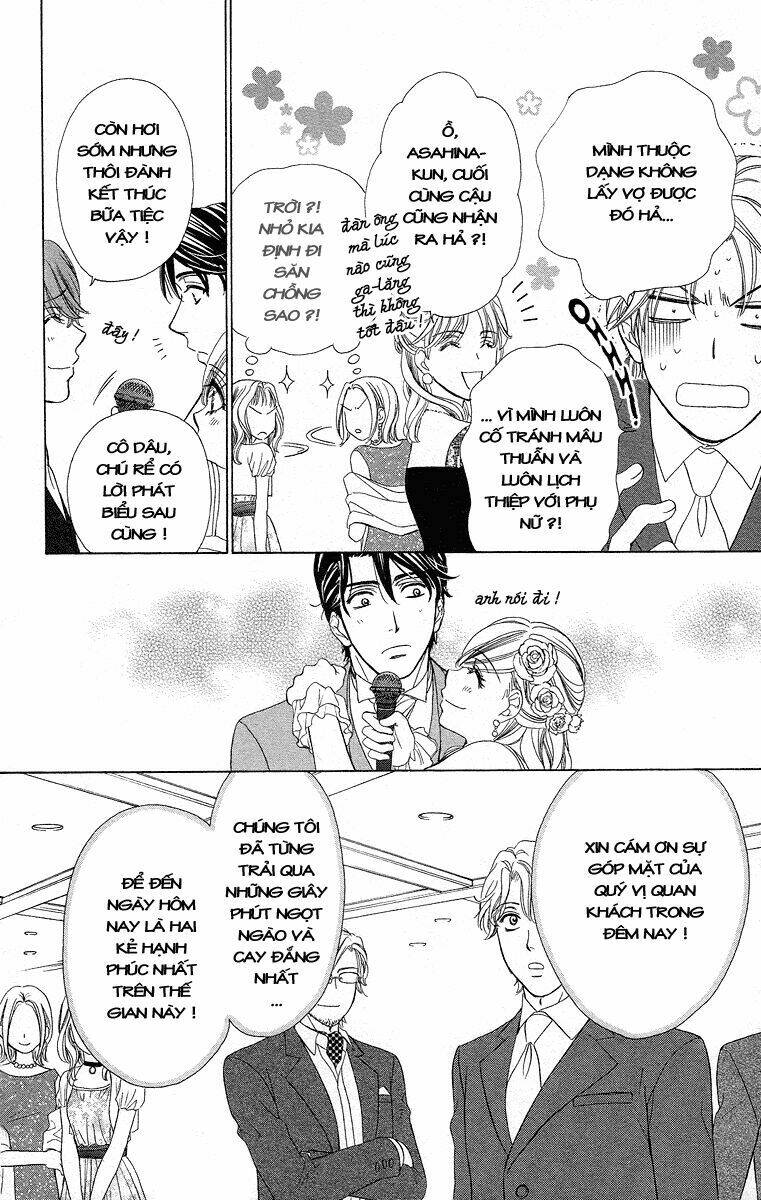 MÌNH THUỘC
DẠNG KHÔNG
LẤY VỢ ĐƯỢC
ĐÓ HẢ...
OHHH!
Ồ,
ASAHINA-
KUN, CUỐI
CÙNG CẬU
CŨNG NHẬN
RA HẢ ?!
... VÌ MÌNH LUÔN
CỐ TRÁNH MÂU
THUẪN VÀ
LUÔN LỊCH
THIỆP VỚI PHỤ
NỮ ?!
đàn ông
mà lúc
nào cũng
ga-lăng
thì không
tốt đâu !
TRỜI ?!
NHỎ KIA
ĐỊNH ĐI
SĂN
CHỒNG
SAO ?!
CÒN HƠI
SỚM NHƯNG
THÔI ĐÀNH
KẾT THÚC
BỮA TIỆC
VẬY !
đây !
CÔ DÂU,
CHÚ RỂ CÓ
LỜI PHÁT
BIỂU SAU
CÙNG !
anh nói đi !
XIN CÁM ƠN SỰ
GÓP MẶT CỦA
QUÝ VỊ QUAN
KHÁCH TRONG
ĐÊM NAY !
CHÚNG TÔI
ĐÃ TỪNG
TRẢI QUA
NHỮNG GIÂY
PHÚT NGỌT
NGÀO VÀ
CAY ĐẮNG
NHẤT
...
ĐỂ ĐẾN
NGÀY HÔM
NAY LÀ HAI
KẺ HẠNH
PHÚC NHẤT
TRÊN THẾ
GIAN NÀY !